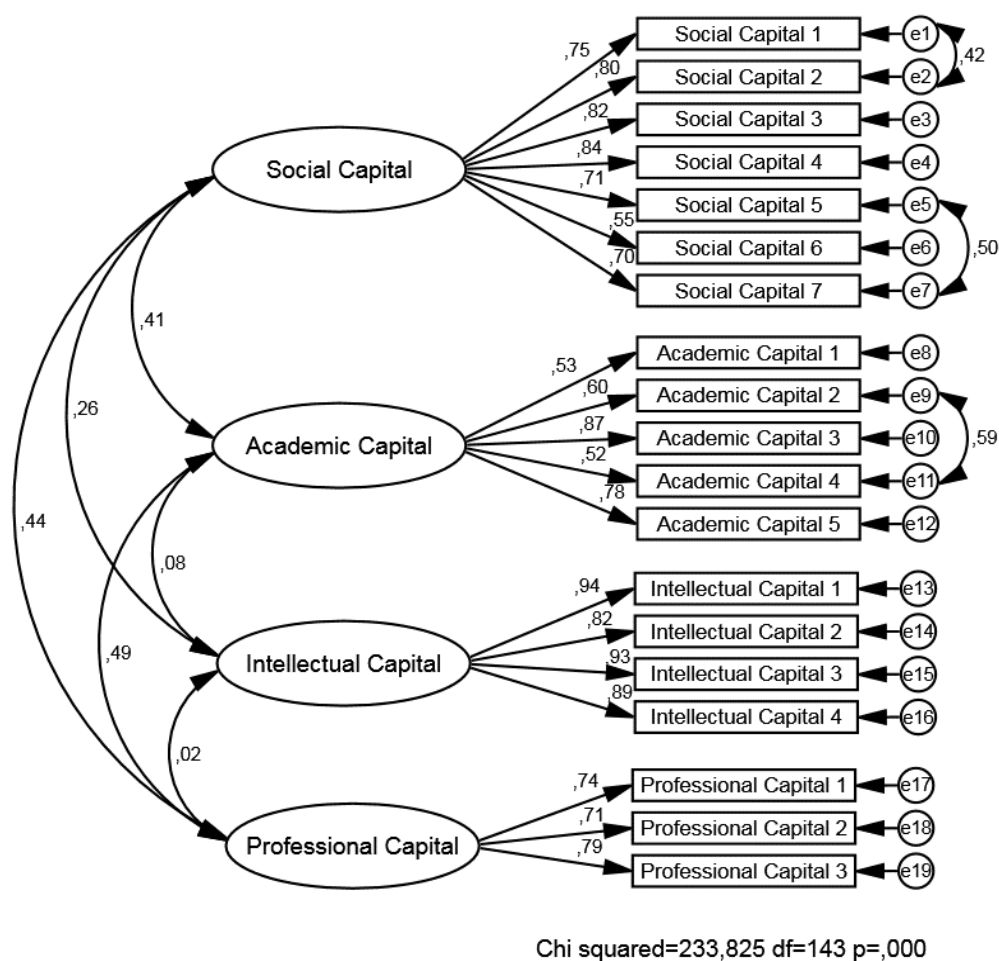 Social Capital
,75 Social Capital 1 e1
,80 Social Capital 2 e2
,42
,82 Social Capital 3 e3
,84 Social Capital 4 e4
,71 Social Capital 5 e5
,55 Social Capital 6 e6
,70 Social Capital 7 e7
,50
Academic Capital
,53 Academic Capital 1 e8
,60 Academic Capital 2 e9
,87 Academic Capital 3 e10
,52 Academic Capital 4 e11
,78 Academic Capital 5 e12
,59
Intellectual Capital
,94 Intellectual Capital 1 e13
,82 Intellectual Capital 2 e14
,93 Intellectual Capital 3 e15
,89 Intellectual Capital 4 e16
Professional Capital
,74 Professional Capital 1 e17
,71 Professional Capital 2 e18
,79 Professional Capital 3 e19
,41
,26
,44
,08
,49
,02
Chi squared=233,825 df=143 p=,000